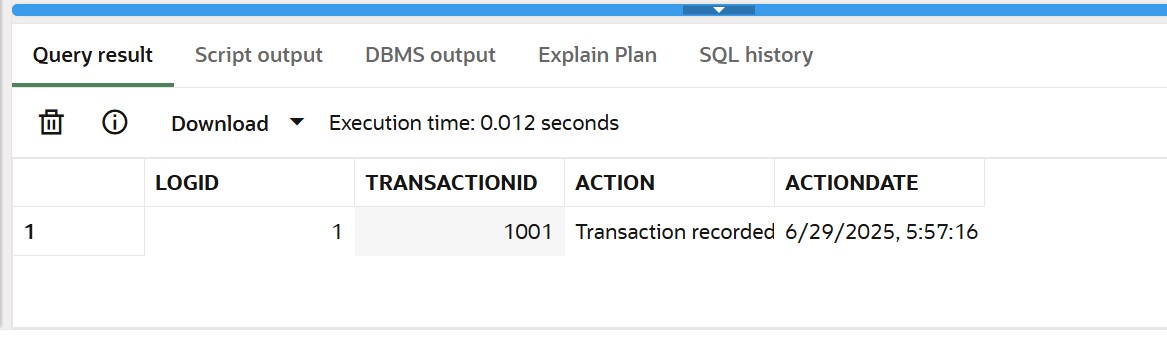 Query result Script output DBMS output Explain Plan SQL history
Download Execution time: 0.012 seconds
LOGID TRANSACTIONID ACTION ACTIONDATE
1 1 1001 Transaction recorded 6/29/2025, 5:57:16